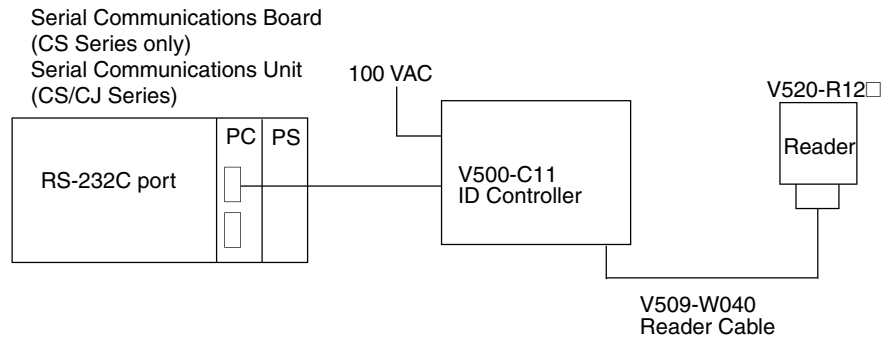 Serial Communications Board
(CS Series only)
Serial Communications Unit
(CS/CJ Series)
100 VAC
V520-R12□
PC
PS
Reader
RS-232C port
V500-C11
ID Controller
V509-W040
Reader Cable